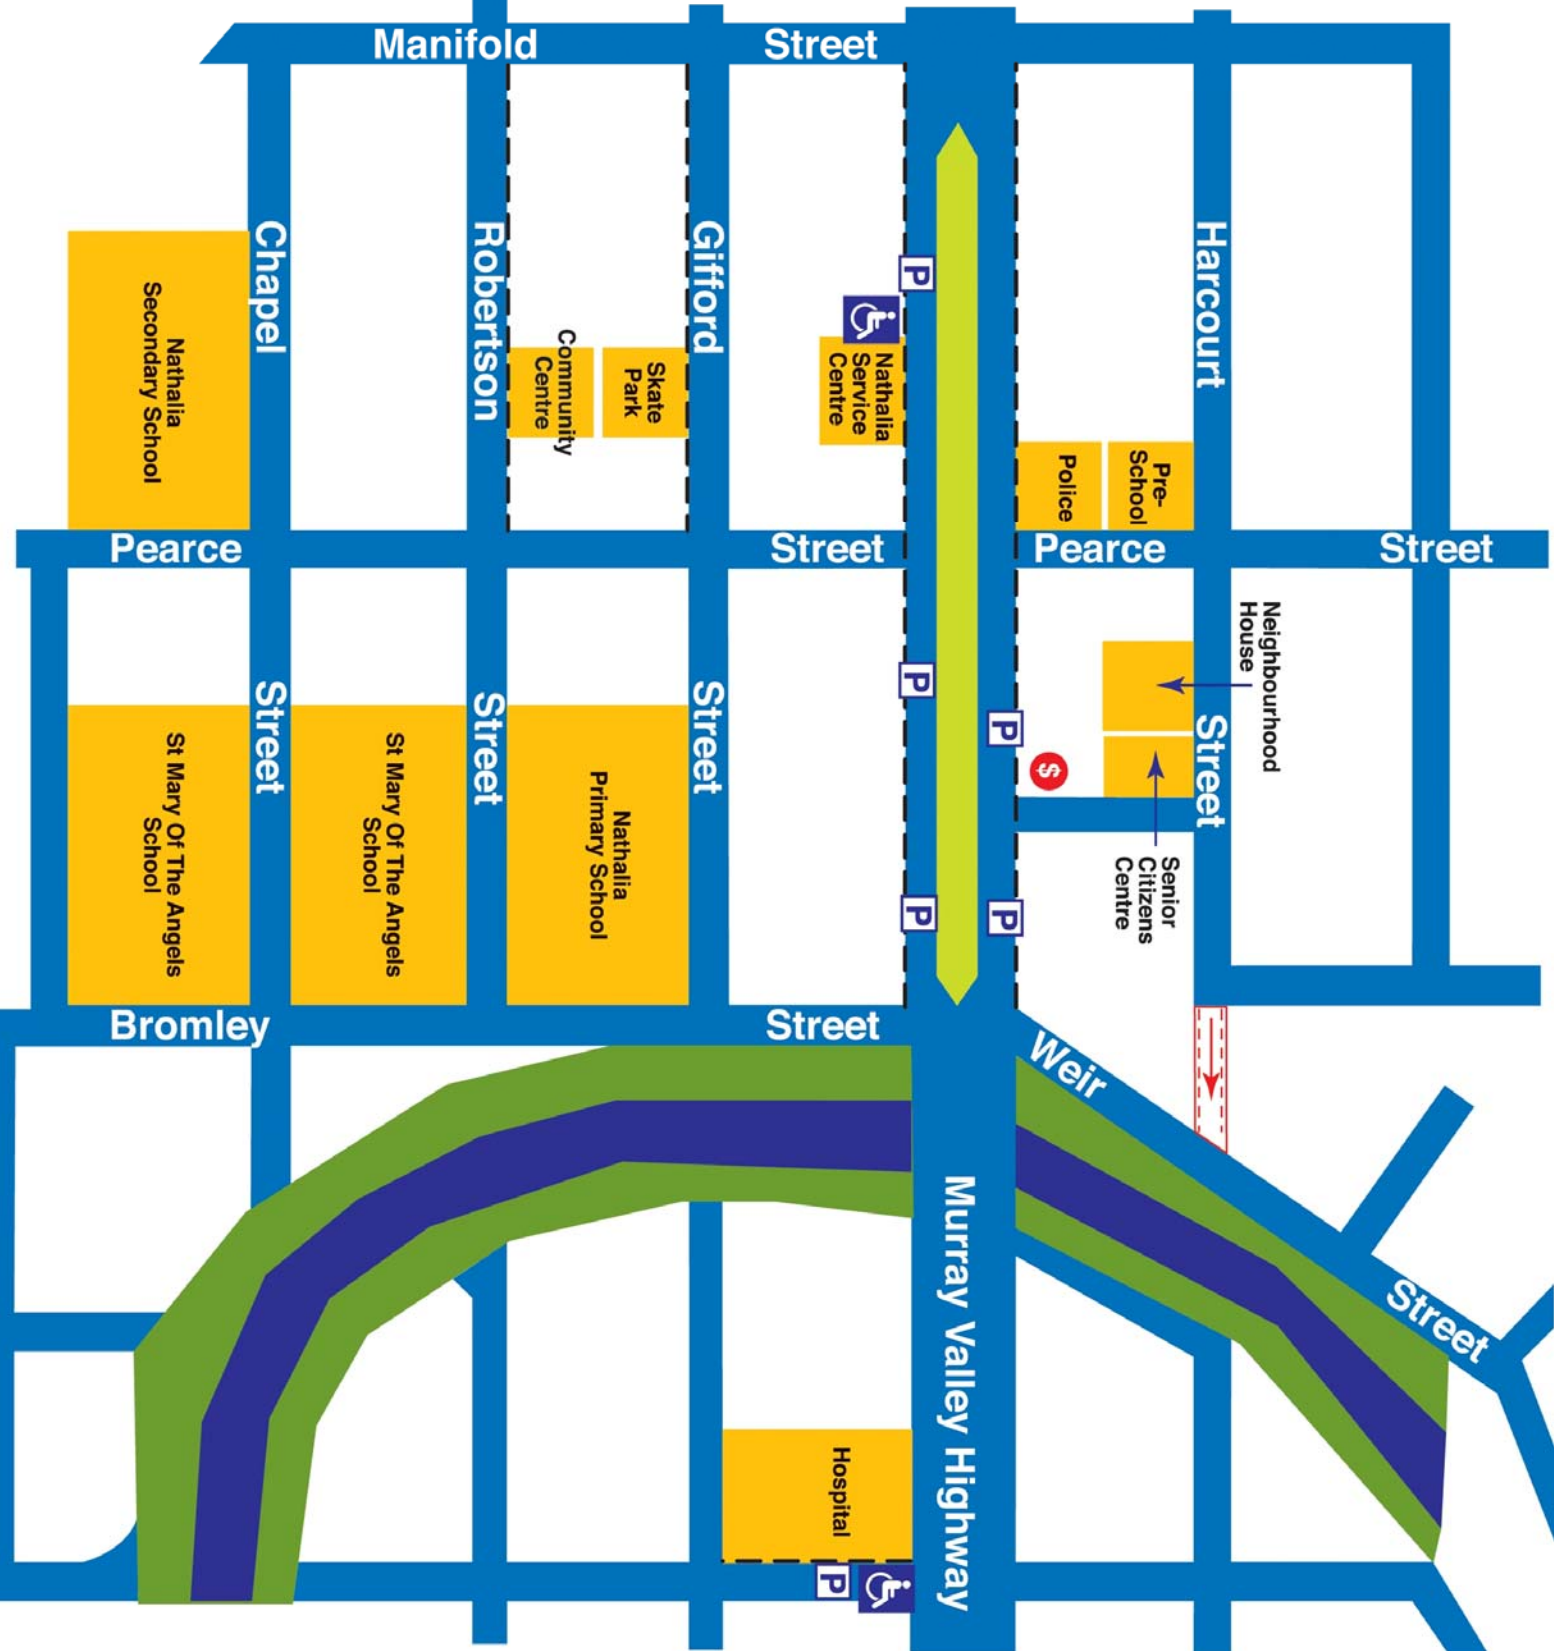 Manifold Street
Chapel Street
Robertson Street
Gifford Street
Harcourt Street
P
Nathalia
Secondary School
Community
Centre
Skate
Park
Nathalia
Service
Centre
Police
Pre-
School
Pearce Street
Pearce Street
Neighbourhood
House
P
P
$
Senior
Citizens
Centre
St Mary Of The Angels
School
St Mary Of The Angels
School
Nathalia
Primary School
P
P
Bromley Street
Weir Street
Murray Valley Highway
Hospital
P